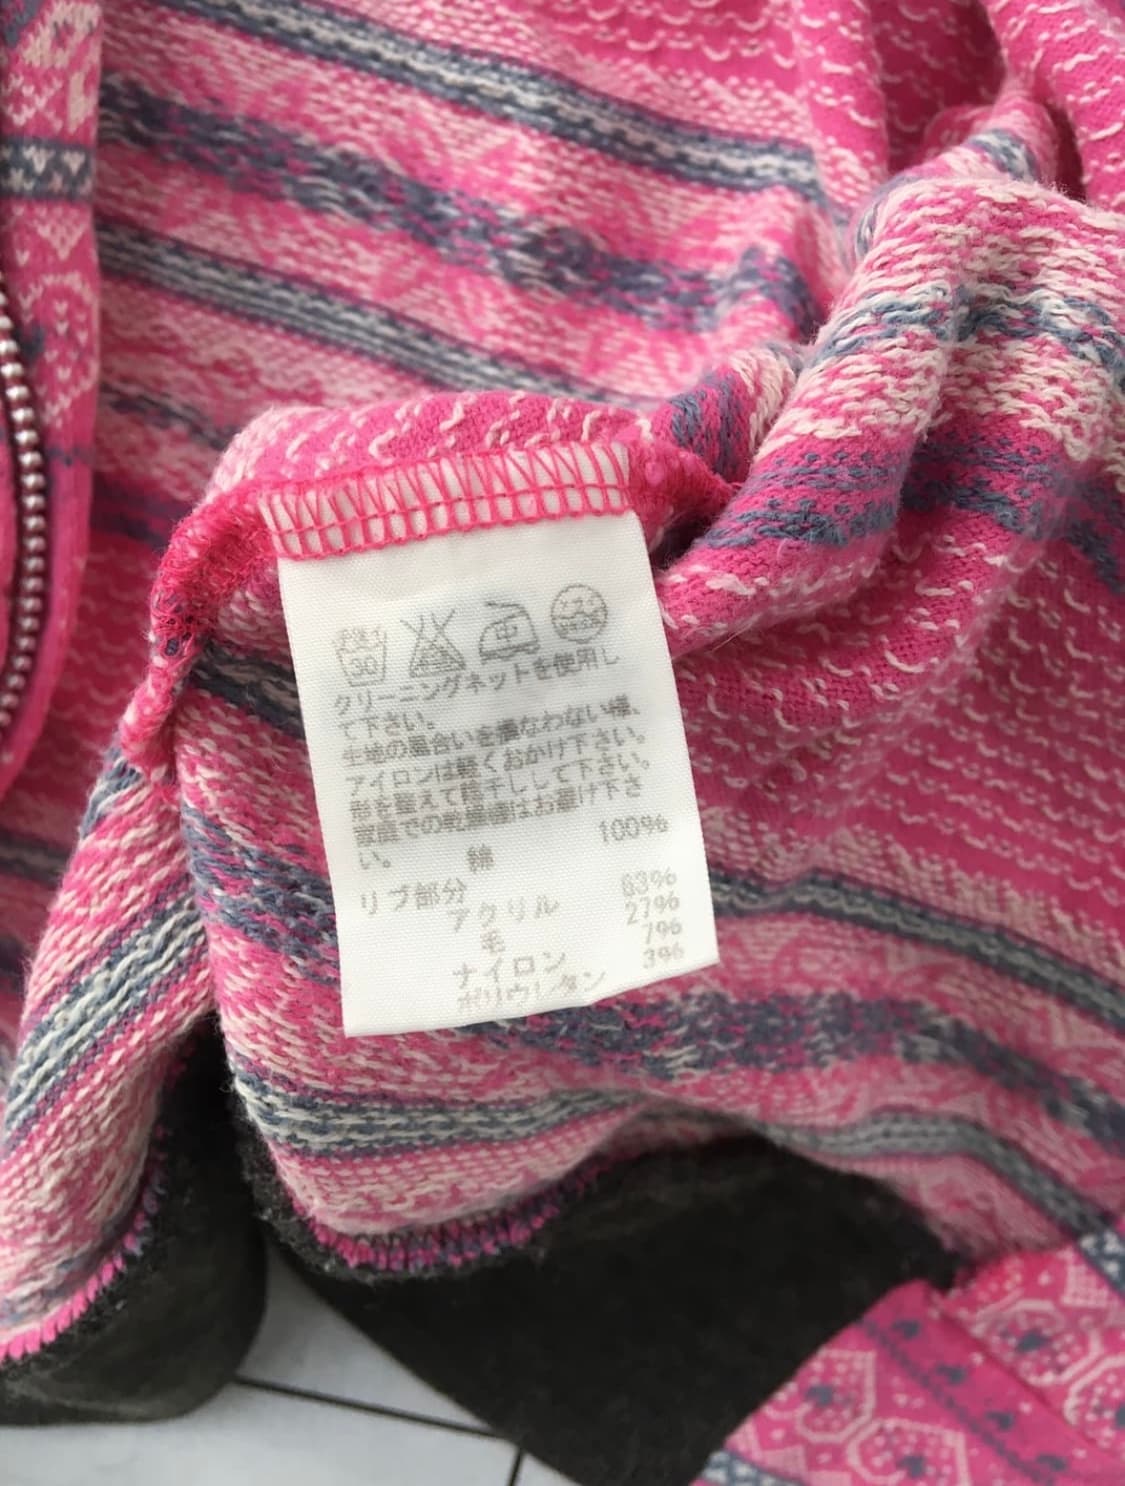 30
クリーニングネットを使用し
て下さい。
生地の風合いを損なわない様、
アイロンは軽くおかけ下さい。
形を整えて陰干しして下さい。
家庭での乾燥機はお避け下さ
い。
綿 100%
リブ部分
アクリル 63%
毛 27%
ナイロン 7%
ポリウレタン 3%